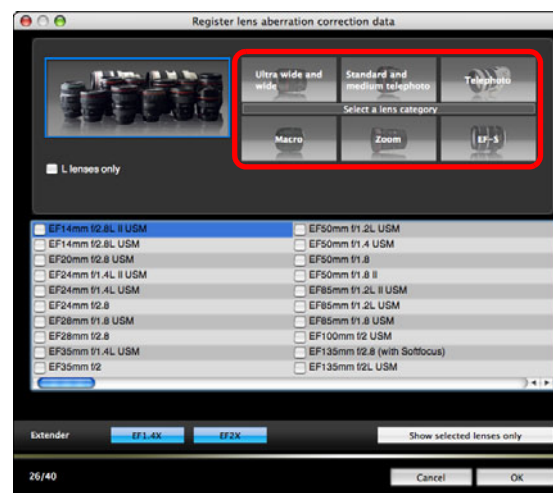 Register lens aberration correction data
Ultra wide and wide
Standard and medium telephoto
Telephoto
Select a lens category
Macro
Zoom
EF-S
L lenses only
EF14mm f/2.8L II USM
EF14mm f/2.8L USM
EF20mm f/2.8 USM
EF24mm f/1.4L II USM
EF24mm f/1.4L USM
EF24mm f/2.8
EF28mm f/1.8 USM
EF28mm f/2.8
EF35mm f/1.4L USM
EF35mm f/2
EF50mm f/1.2L USM
EF50mm f/1.4 USM
EF50mm f/1.8
EF50mm f/1.8 II
EF85mm f/1.2L II USM
EF85mm f/1.2L USM
EF85mm f/1.8 USM
EF100mm f/2 USM
EF135mm f/2.8 (with Softfocus)
EF135mm f/2L USM
Extender
EF1.4X
EF2X
Show selected lenses only
26/40
Cancel
OK